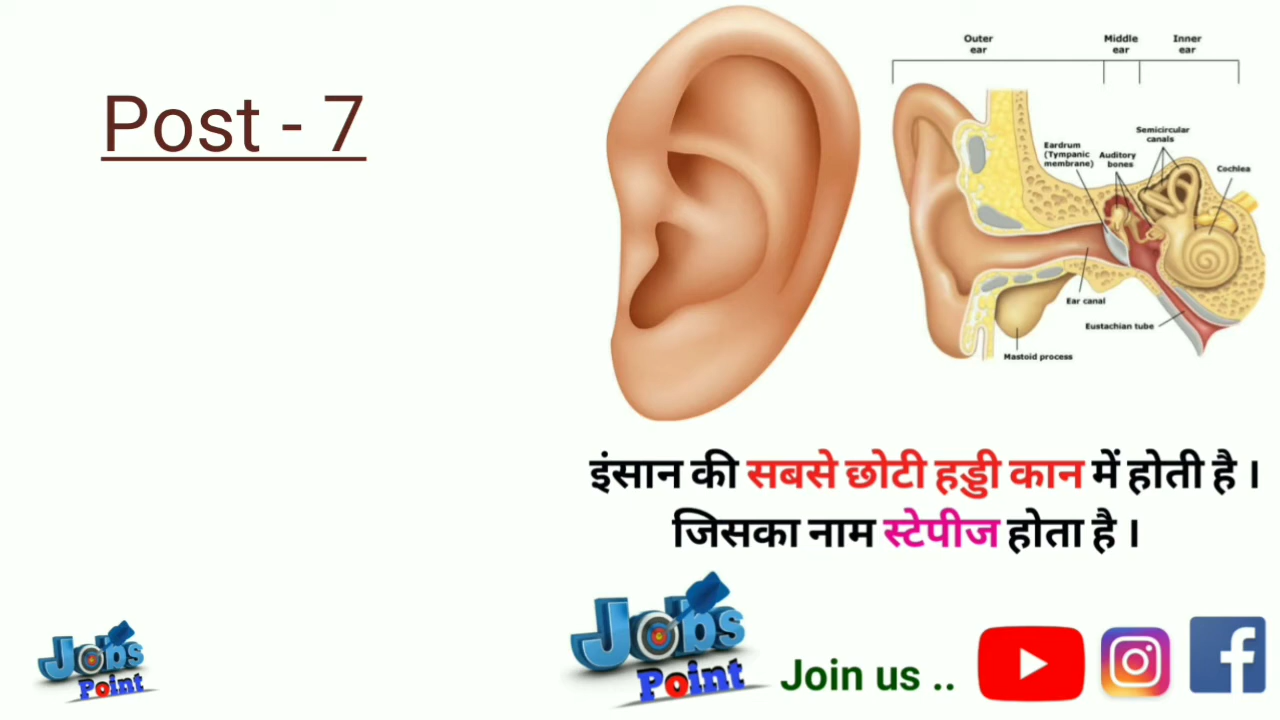 Post - 7
Outer
ear
Middle
ear
Inner
ear
Semicircular
canals
Eardrum
(Tympanic
membrane)
Auditory
bones
Cochlea
Ear canal
Eustachian tube
Mastoid process
इंसान की सबसे छोटी हड्डी कान में होती है ।
जिसका नाम स्टेपीज होता है ।
Jobs
Point
Jobs
Point
Join us ..